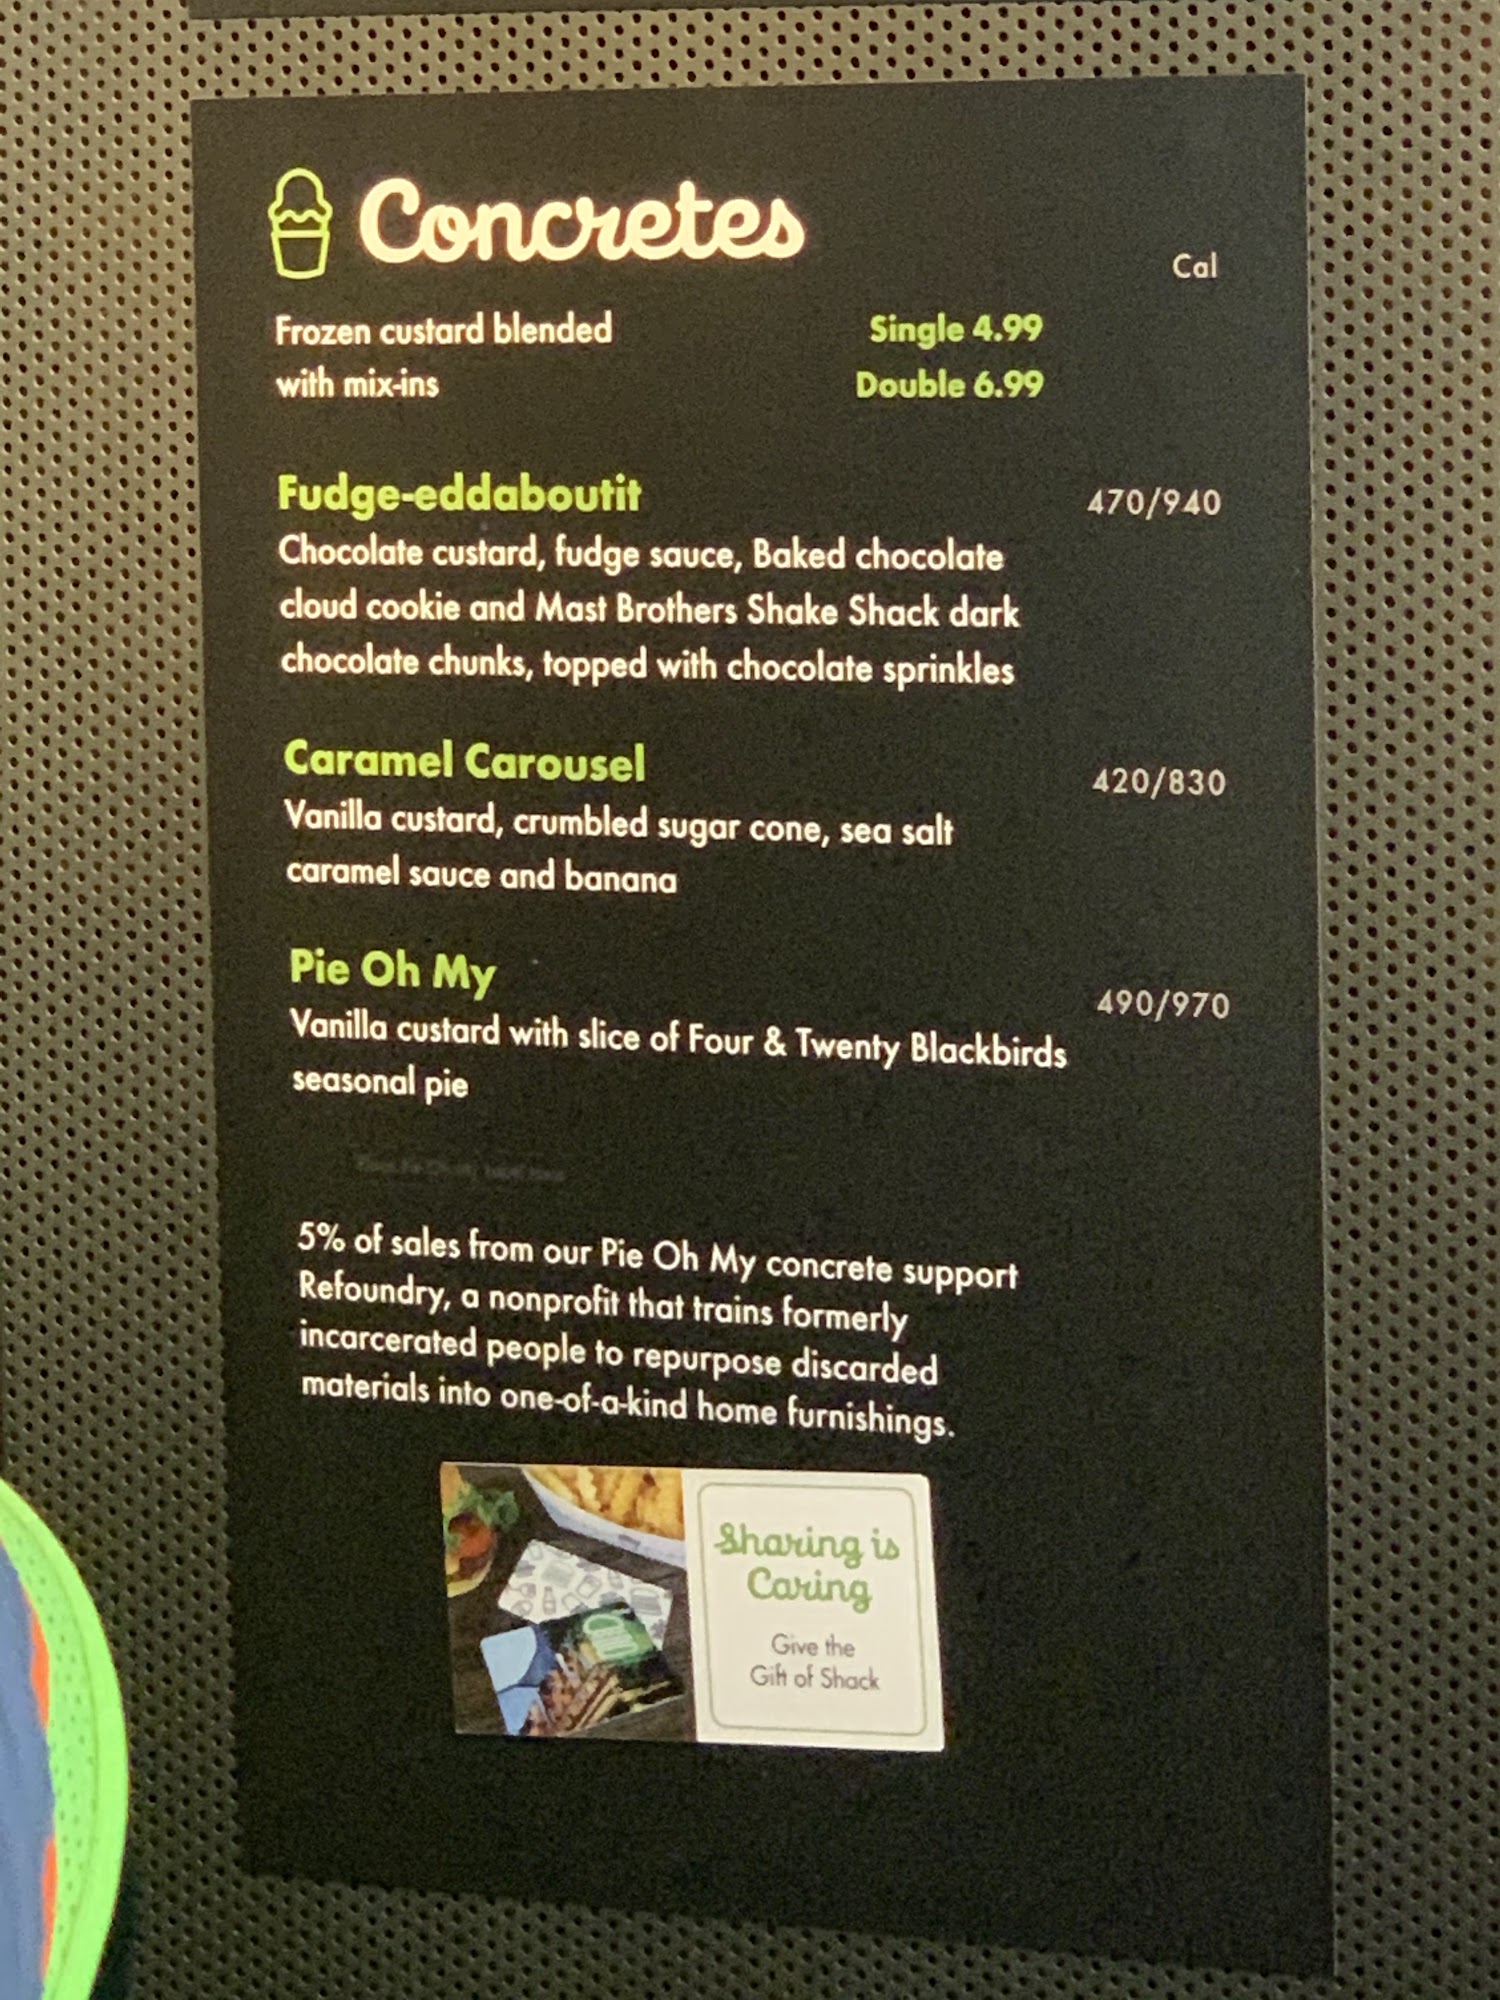 Concretes
Cal
Frozen custard blended
with mix-ins
Single 4.99
Double 6.99
Fudge-eddaboutit
470/940
Chocolate custard, fudge sauce, Baked chocolate
cloud cookie and Mast Brothers Shake Shack dark
chocolate chunks, topped with chocolate sprinkles
Caramel Carousel
420/830
Vanilla custard, crumbled sugar cone, sea salt
caramel sauce and banana
Pie Oh My
490/970
Vanilla custard with slice of Four & Twenty Blackbirds
seasonal pie
5% of sales from our Pie Oh My concrete support
Refoundry, a nonprofit that trains formerly
incarcerated people to repurpose discarded
materials into one-of-a-kind home furnishings.
Sharing is
Caring
Give the
Gift of Shack